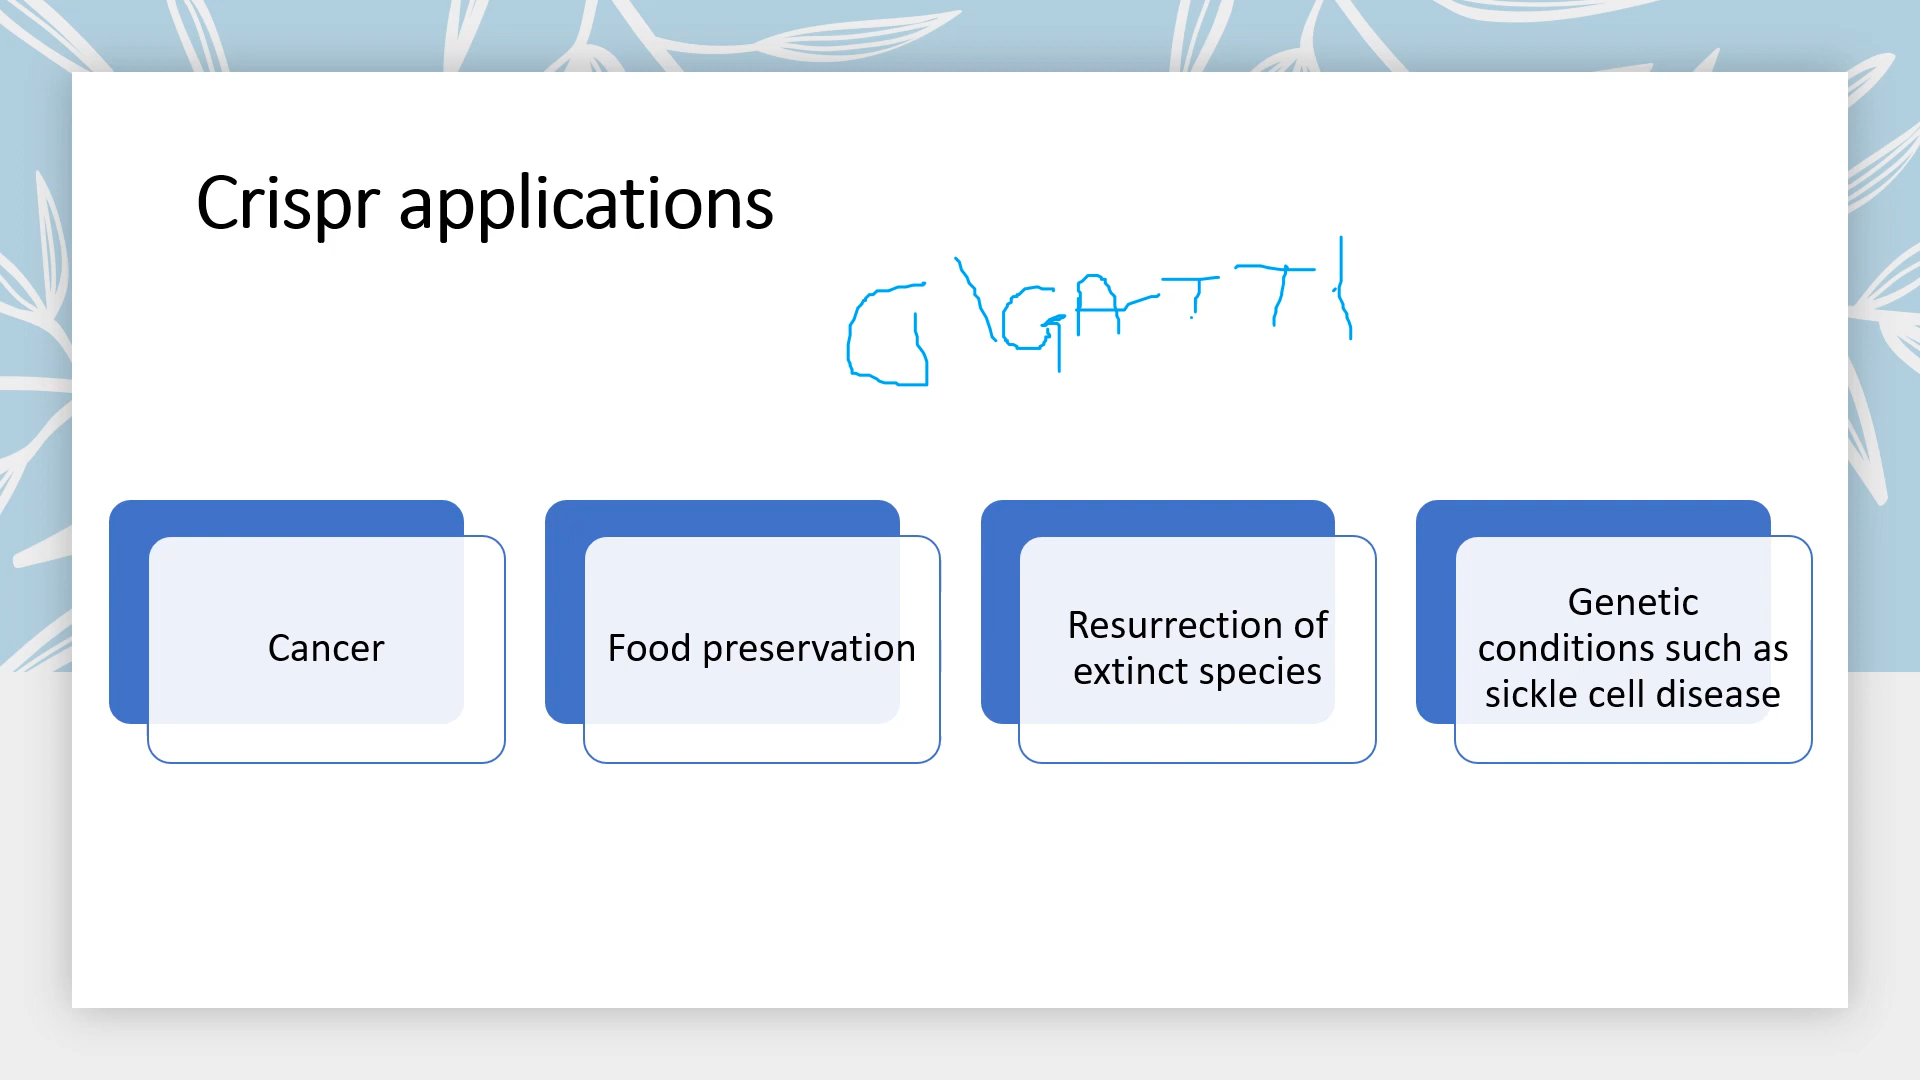 Crispr applications
G\GATT|
Cancer
Food preservation
Resurrection of
extinct species
Genetic
conditions such as
sickle cell disease